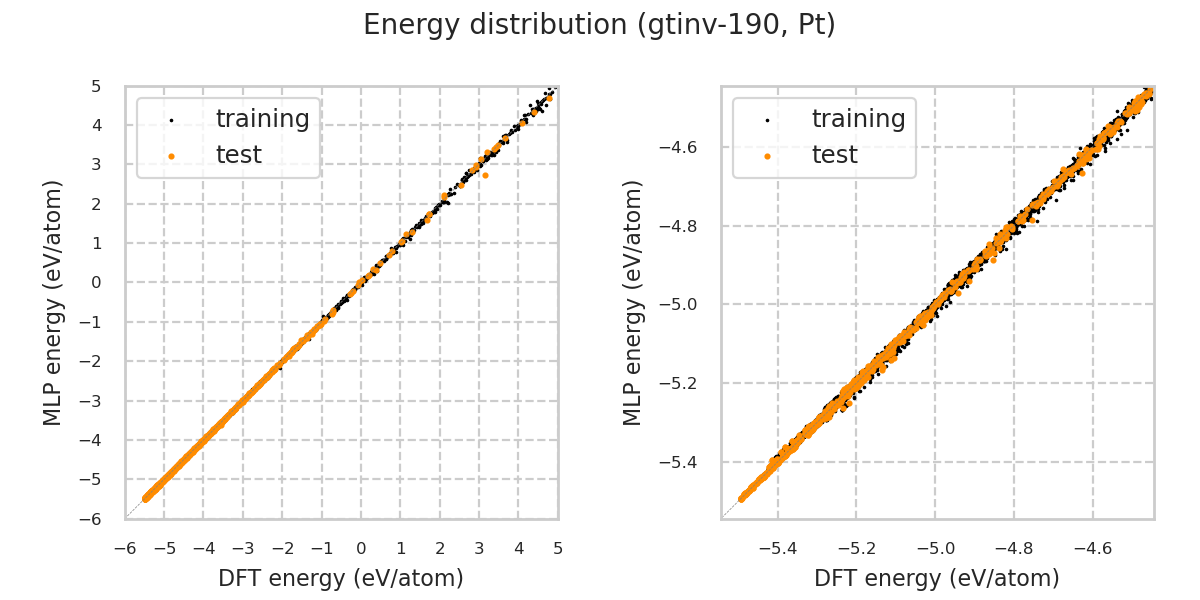 Energy distribution (gtinv-190, Pt)
MLP energy (eV/atom)
5
4
3
2
1
0
−1
−2
−3
−4
−5
−6
training
test
−6 −5 −4 −3 −2 −1 0 1 2 3 4 5
DFT energy (eV/atom)
MLP energy (eV/atom)
−4.6
−4.8
−5.0
−5.2
−5.4
training
test
−5.4 −5.2 −5.0 −4.8 −4.6
DFT energy (eV/atom)